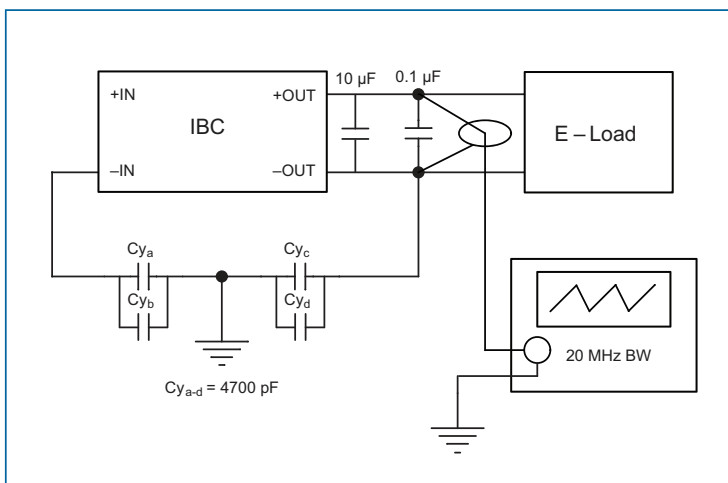 10 µF
0.1 µF
+IN
+OUT
IBC
E – Load
–IN
–OUT
Cya
Cyc
Cyb
Cyd
20 MHz BW
Cya-d = 4700 pF